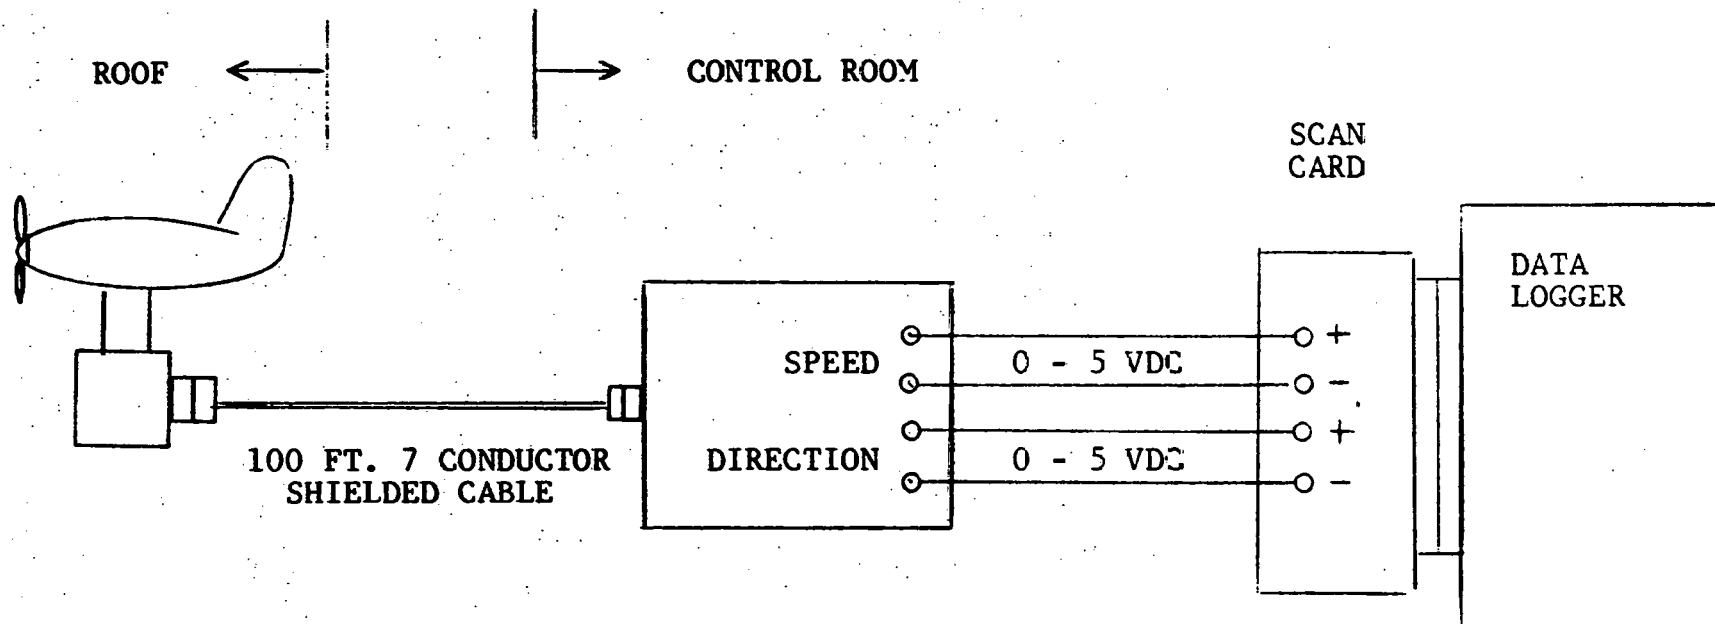 ROOF
CONTROL ROOM
SCAN
CARD
DATA
LOGGER
SPEED
0 - 5 VDC
+
-
+
-
DIRECTION
0 - 5 VDC
100 FT. 7 CONDUCTOR
SHIELDED CABLE